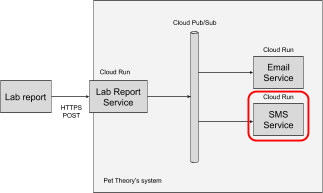 Cloud Pub/Sub
Cloud Run
Email
Service
Cloud Run
Lab report
HTTPS
POST
Lab Report
Service
Cloud Run
SMS
Service
Pet Theory's system